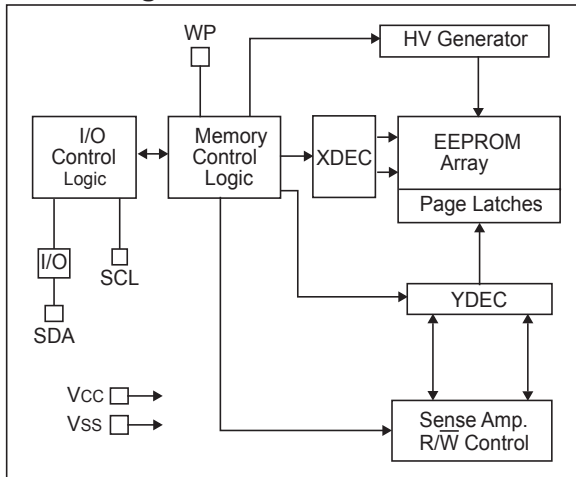 WP
HV Generator
I/O
Control
Logic
Memory
Control
Logic
XDEC
EEPROM
Array
Page Latches
I/O
SCL
SDA
YDEC
VCC
VSS
Sense Amp.
R/W̅ Control